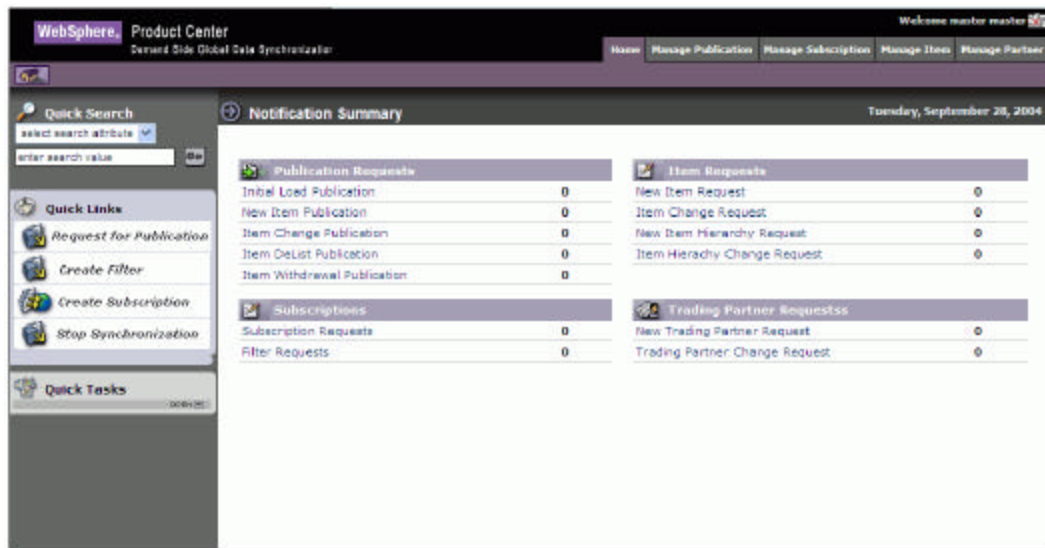 WebSphere. Product Center
Demand Side Global Data Synchronization
Welcome master master
Home Manage Publication Manage Subscription Manage Item Manage Partner
Quick Search
select search attribute
enter search value Go
Quick Links
Request for Publication
Create Filter
Create Subscription
Stop Synchronization
Quick Tasks
Notification Summary
Tuesday, September 28, 2004
Publication Requests
Initial Load Publication 0
New Item Publication 0
Item Change Publication 0
Item DeList Publication 0
Item Withdrawal Publication 0
Item Requests
New Item Request 0
Item Change Request 0
New Item Hierarchy Request 0
Item Hierachy Change Request 0
Subscriptions
Subscription Requests 0
Filter Requests 0
Trading Partner Requestss
New Trading Partner Request 0
Trading Partner Change Request 0